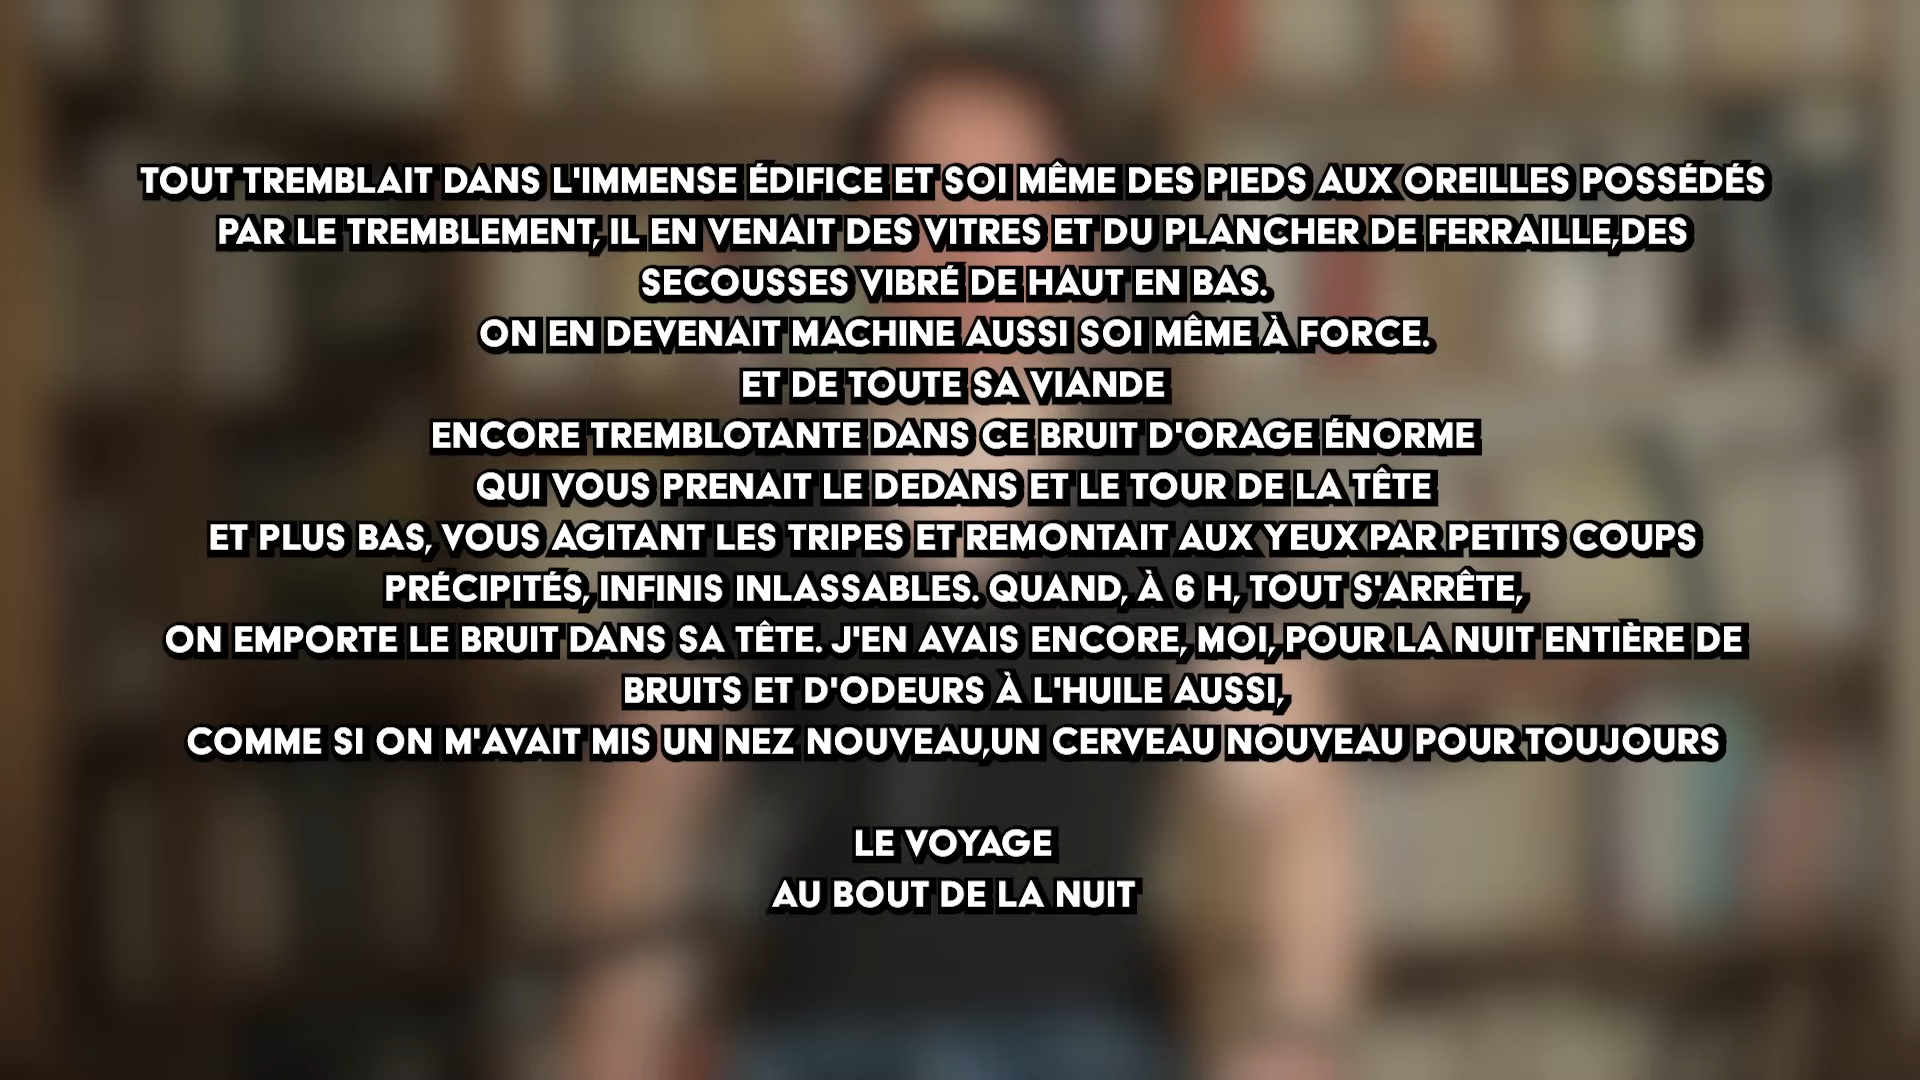 TOUT TREMBLAIT DANS L'IMMENSE ÉDIFICE ET SOI MÊME DES PIEDS AUX OREILLES POSSÉDÉS
PAR LE TREMBLEMENT, IL EN VENAIT DES VITRES ET DU PLANCHER DE FERRAILLE,DES
SECOUSSES VIBRÉ DE HAUT EN BAS.
ON EN DEVENAIT MACHINE AUSSI SOI MÊME À FORCE.
ET DE TOUTE SA VIANDE
ENCORE TREMBLOTANTE DANS CE BRUIT D'ORAGE ÉNORME
QUI VOUS PRENAIT LE DEDANS ET LE TOUR DE LA TÊTE
ET PLUS BAS, VOUS AGITANT LES TRIPES ET REMONTAIT AUX YEUX PAR PETITS COUPS
PRÉCIPITÉS, INFINIS INLASSABLES. QUAND, À 6 H, TOUT S'ARRÊTE,
ON EMPORTE LE BRUIT DANS SA TÊTE. J'EN AVAIS ENCORE, MOI, POUR LA NUIT ENTIÈRE DE
BRUITS ET D'ODEURS À L'HUILE AUSSI,
COMME SI ON M'AVAIT MIS UN NEZ NOUVEAU,UN CERVEAU NOUVEAU POUR TOUJOURS
LE VOYAGE
AU BOUT DE LA NUIT